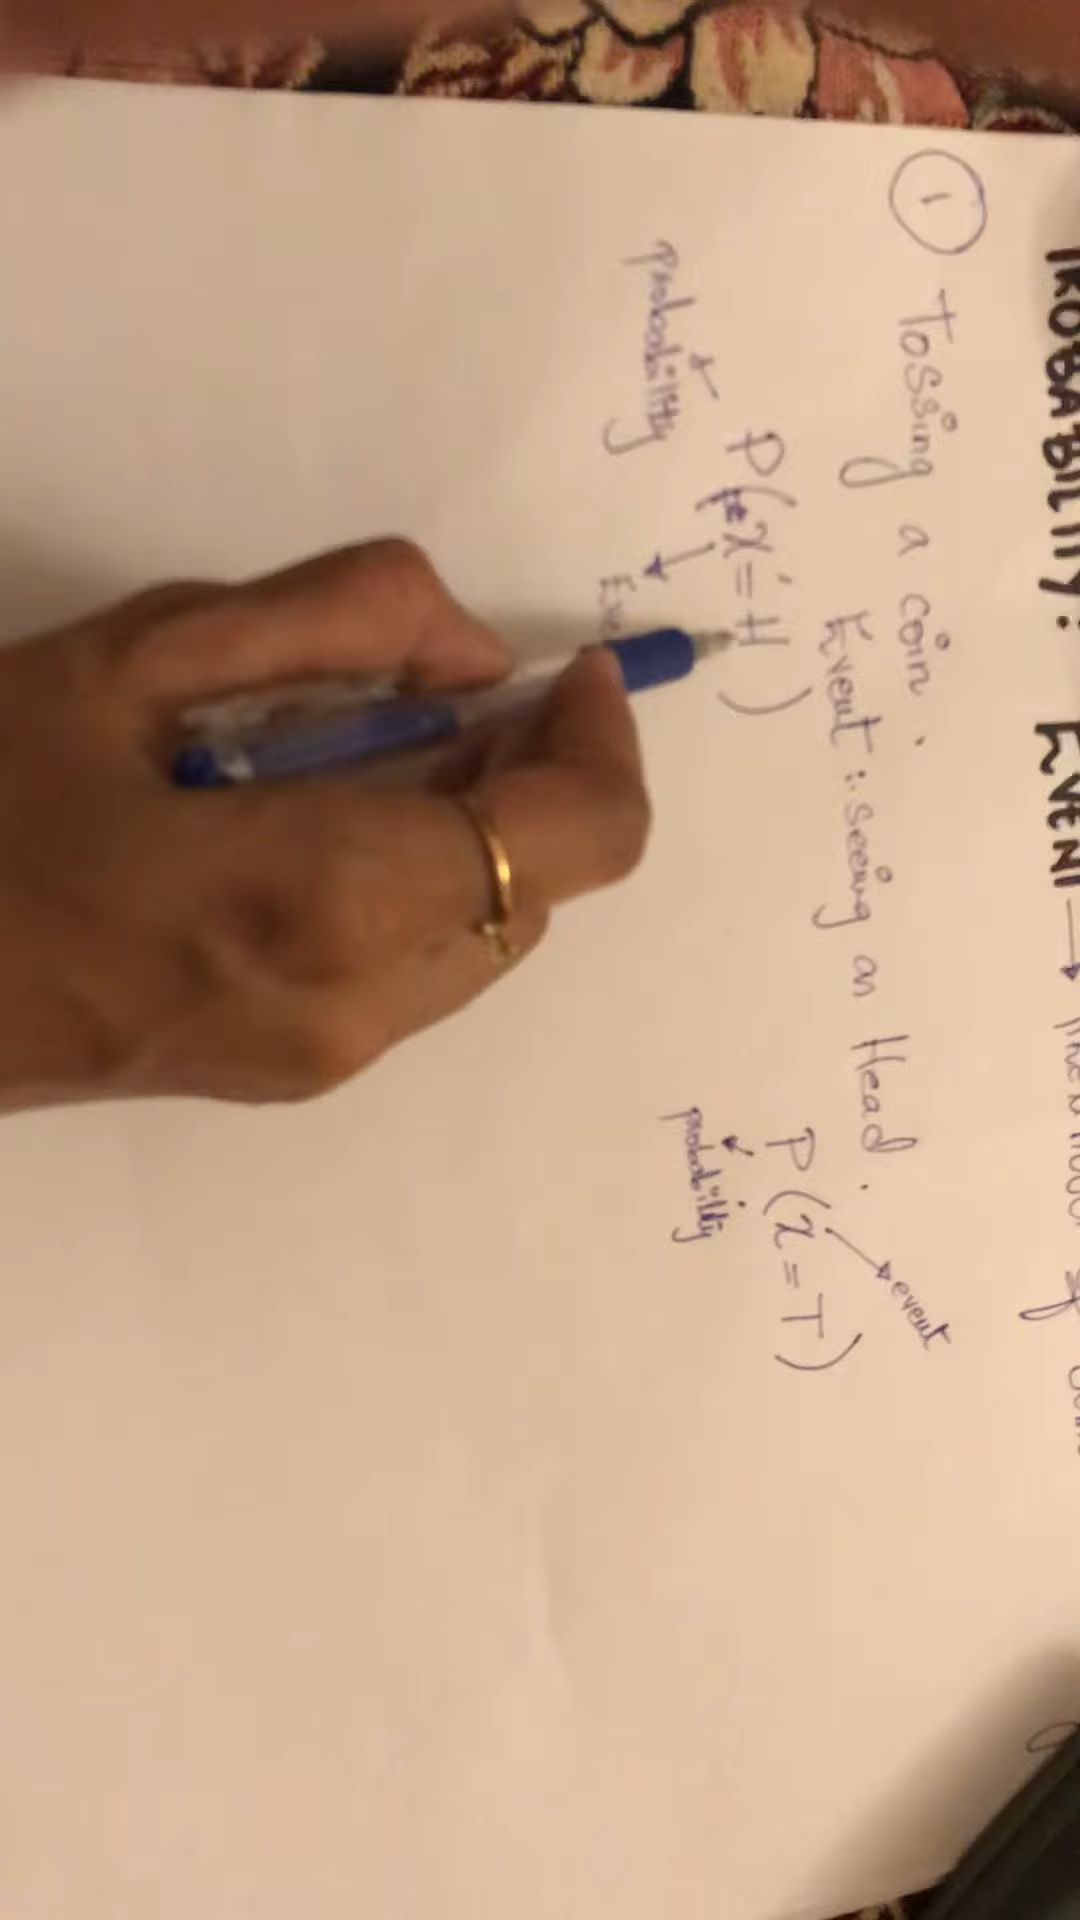 PROBABILITY: EVENT →
① Tossing a coin.
Event: seeing an Head.
event
P(x=H)
P(x=T)
probability
probability